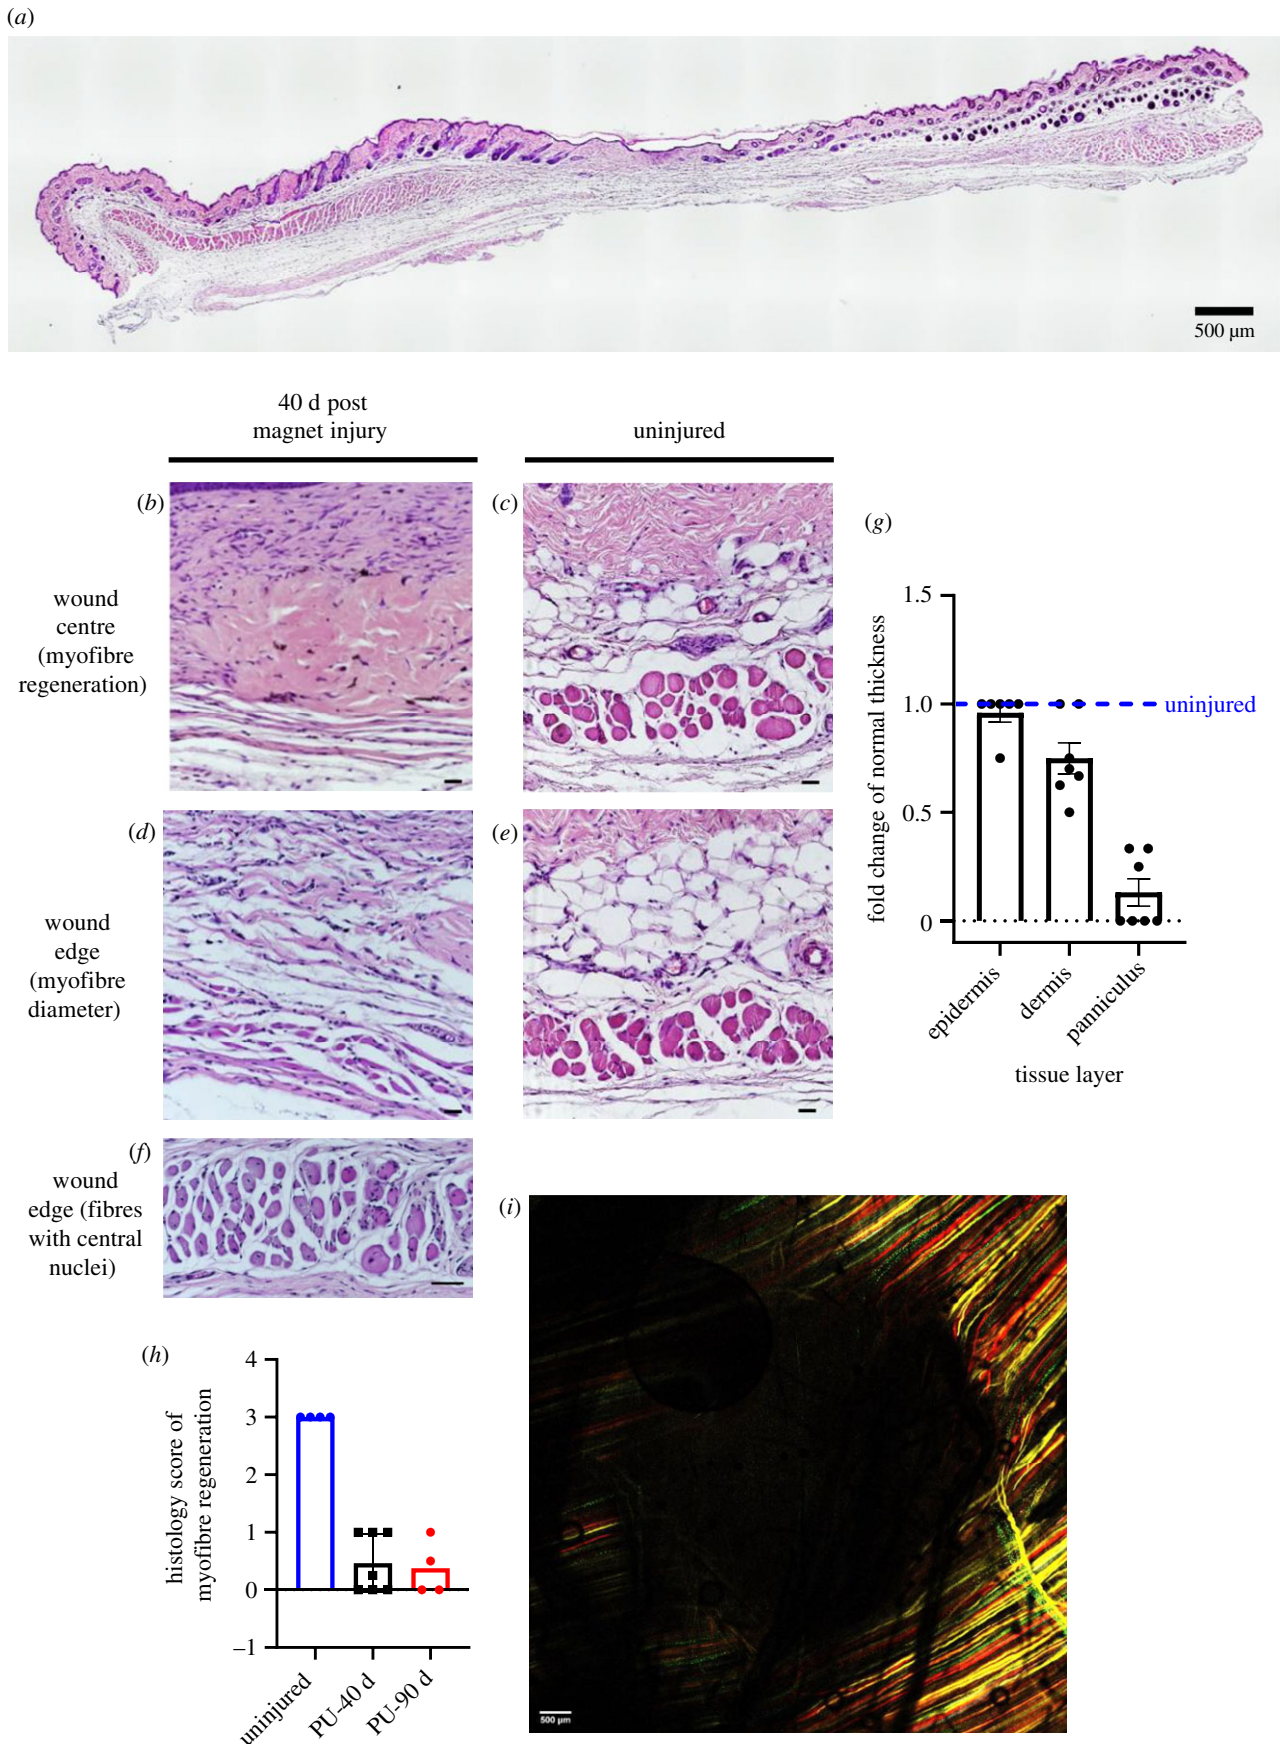 (a)
500 µm
40 d post
magnet injury
uninjured
(b)
(c)
wound
centre
(myofibre
regeneration)
(d)
(e)
wound
edge
(myofibre
diameter)
(f)
wound
edge (fibres
with central
nuclei)
(g)
fold change of normal thickness
1.5
1.0
0.5
0
uninjured
epidermis
dermis
panniculus
tissue layer
(h)
histology score of
myofibre regeneration
4
3
2
1
0
–1
uninjured
PU-40 d
PU-90 d
(i)
500 µm